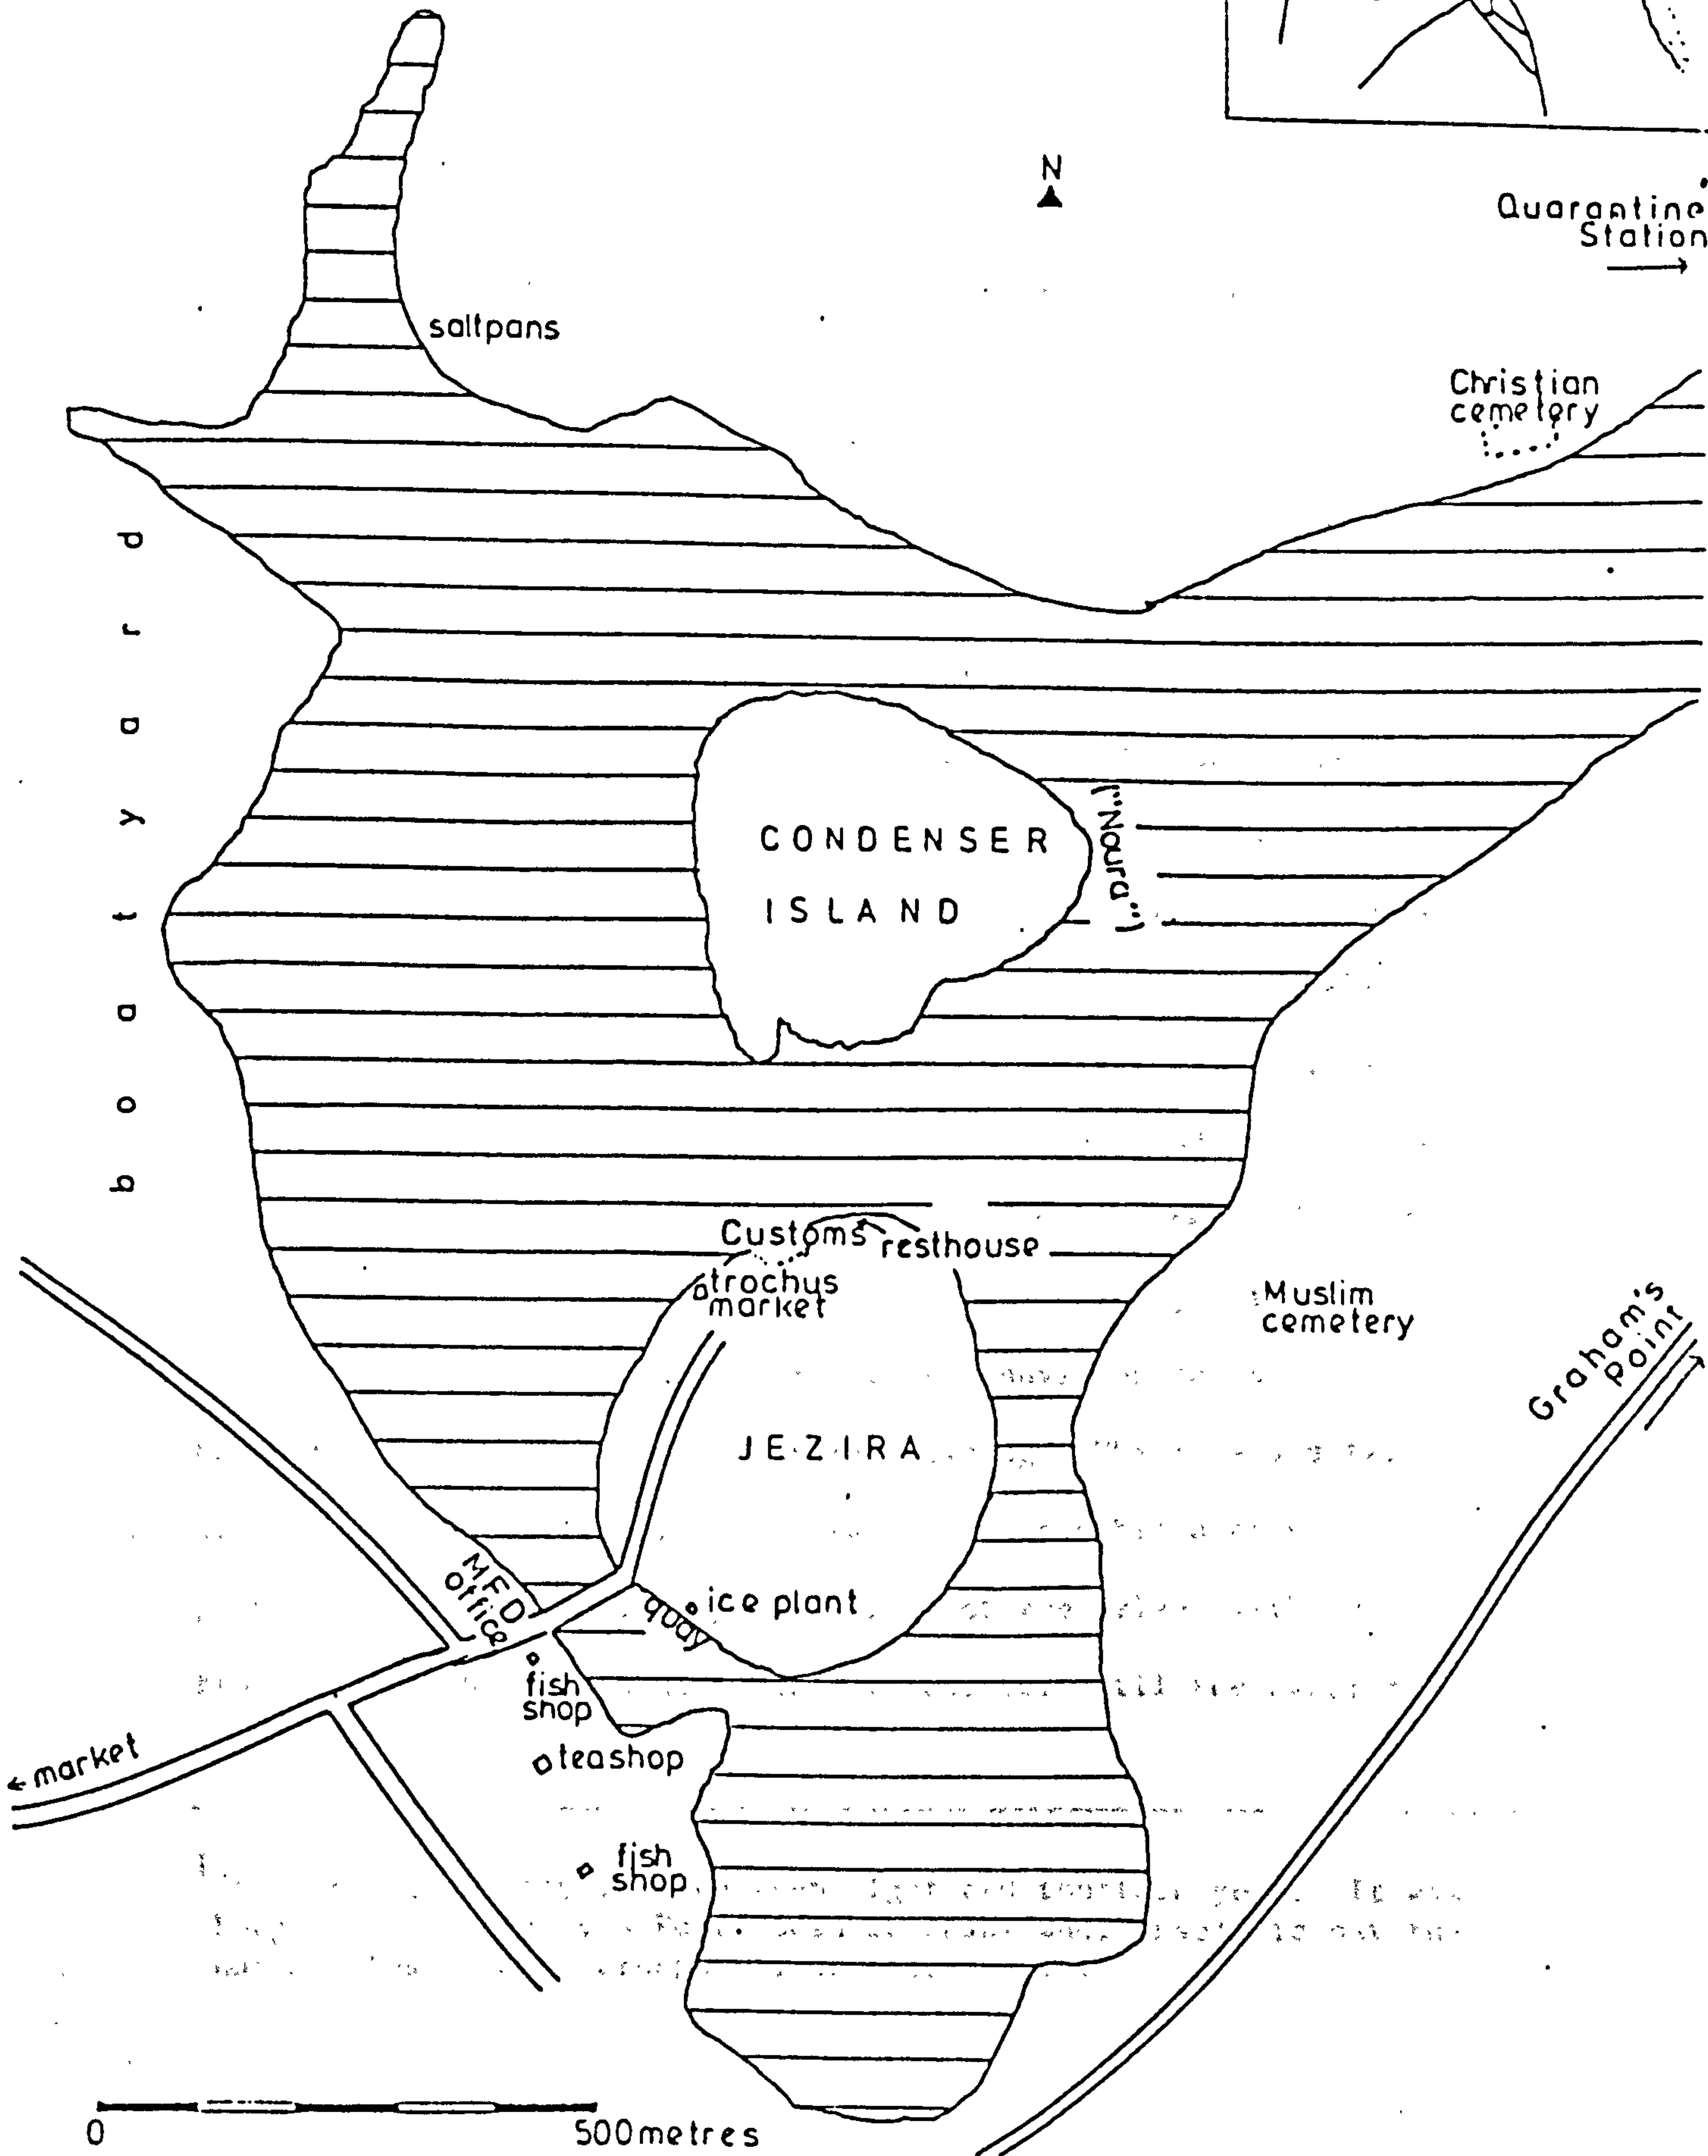 N
Quarantine
Station
saltpans
Christian
cemetery
boatyard
CONDENSER
ISLAND
("Noura")
Customs
resthouse
trochus
market
Muslim
cemetery
Graham's
point
JEZIRA
MFD
office
quay
ice plant
fish
shop
market
teashop
fish
shop
0 500metres